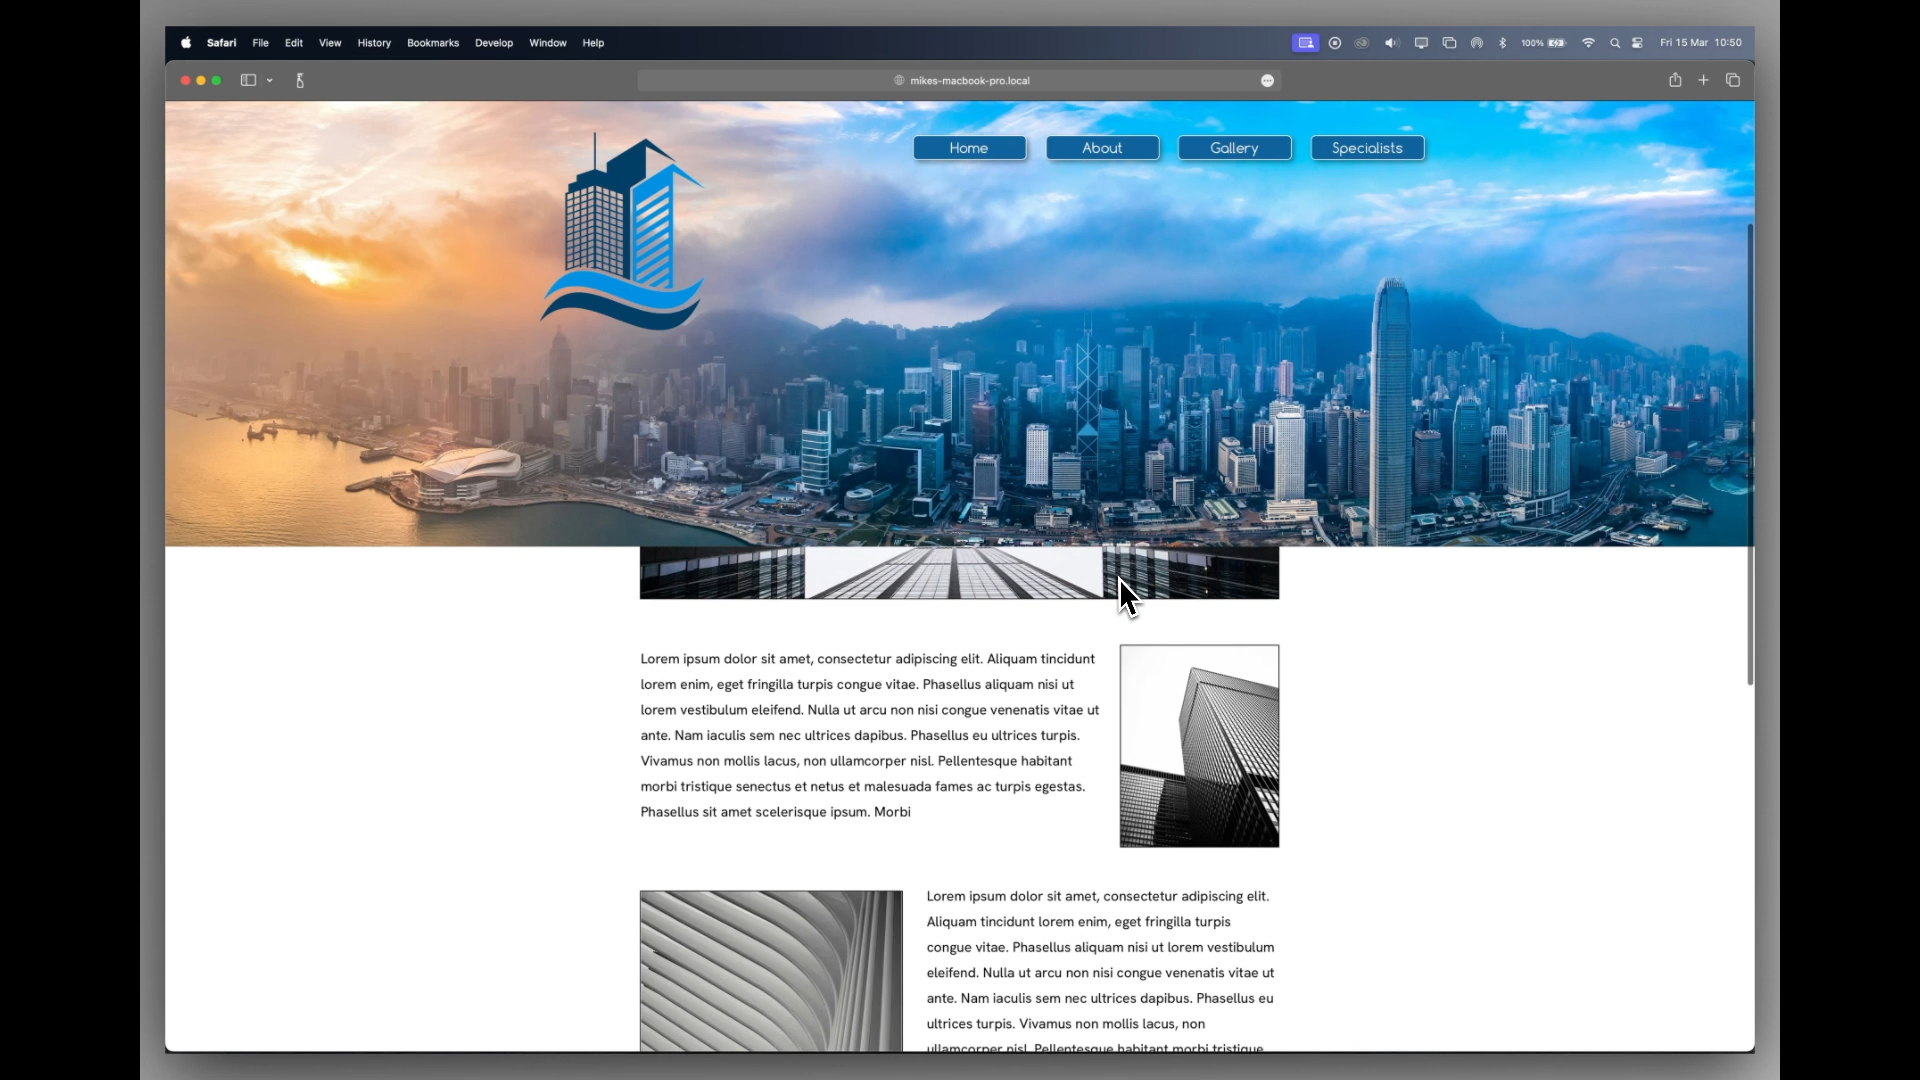 Safari File Edit View History Bookmarks Develop Window Help 100% Fri 15 Mar 10:50
mikes-macbook-pro.local
Home About Gallery Specialists
Lorem ipsum dolor sit amet, consectetur adipiscing elit. Aliquam tincidunt
lorem enim, eget fringilla turpis congue vitae. Phasellus aliquam nisi ut
lorem vestibulum eleifend. Nulla ut arcu non nisi congue venenatis vitae ut
ante. Nam iaculis sem nec ultrices dapibus. Phasellus eu ultrices turpis.
Vivamus non mollis lacus, non ullamcorper nisl. Pellentesque habitant
morbi tristique senectus et netus et malesuada fames ac turpis egestas.
Phasellus sit amet scelerisque ipsum. Morbi
Lorem ipsum dolor sit amet, consectetur adipiscing elit.
Aliquam tincidunt lorem enim, eget fringilla turpis
congue vitae. Phasellus aliquam nisi ut lorem vestibulum
eleifend. Nulla ut arcu non nisi congue venenatis vitae ut
ante. Nam iaculis sem nec ultrices dapibus. Phasellus eu
ultrices turpis. Vivamus non mollis lacus, non
ullamcorper nisl. Pellentesque habitant morbi tristique